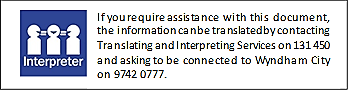 Interpreter
If you require assistance with this document,
the information can be translated by contacting
Translating and Interpreting Services on 131 450
and asking to be connected to Wyndham City
on 9742 0777.